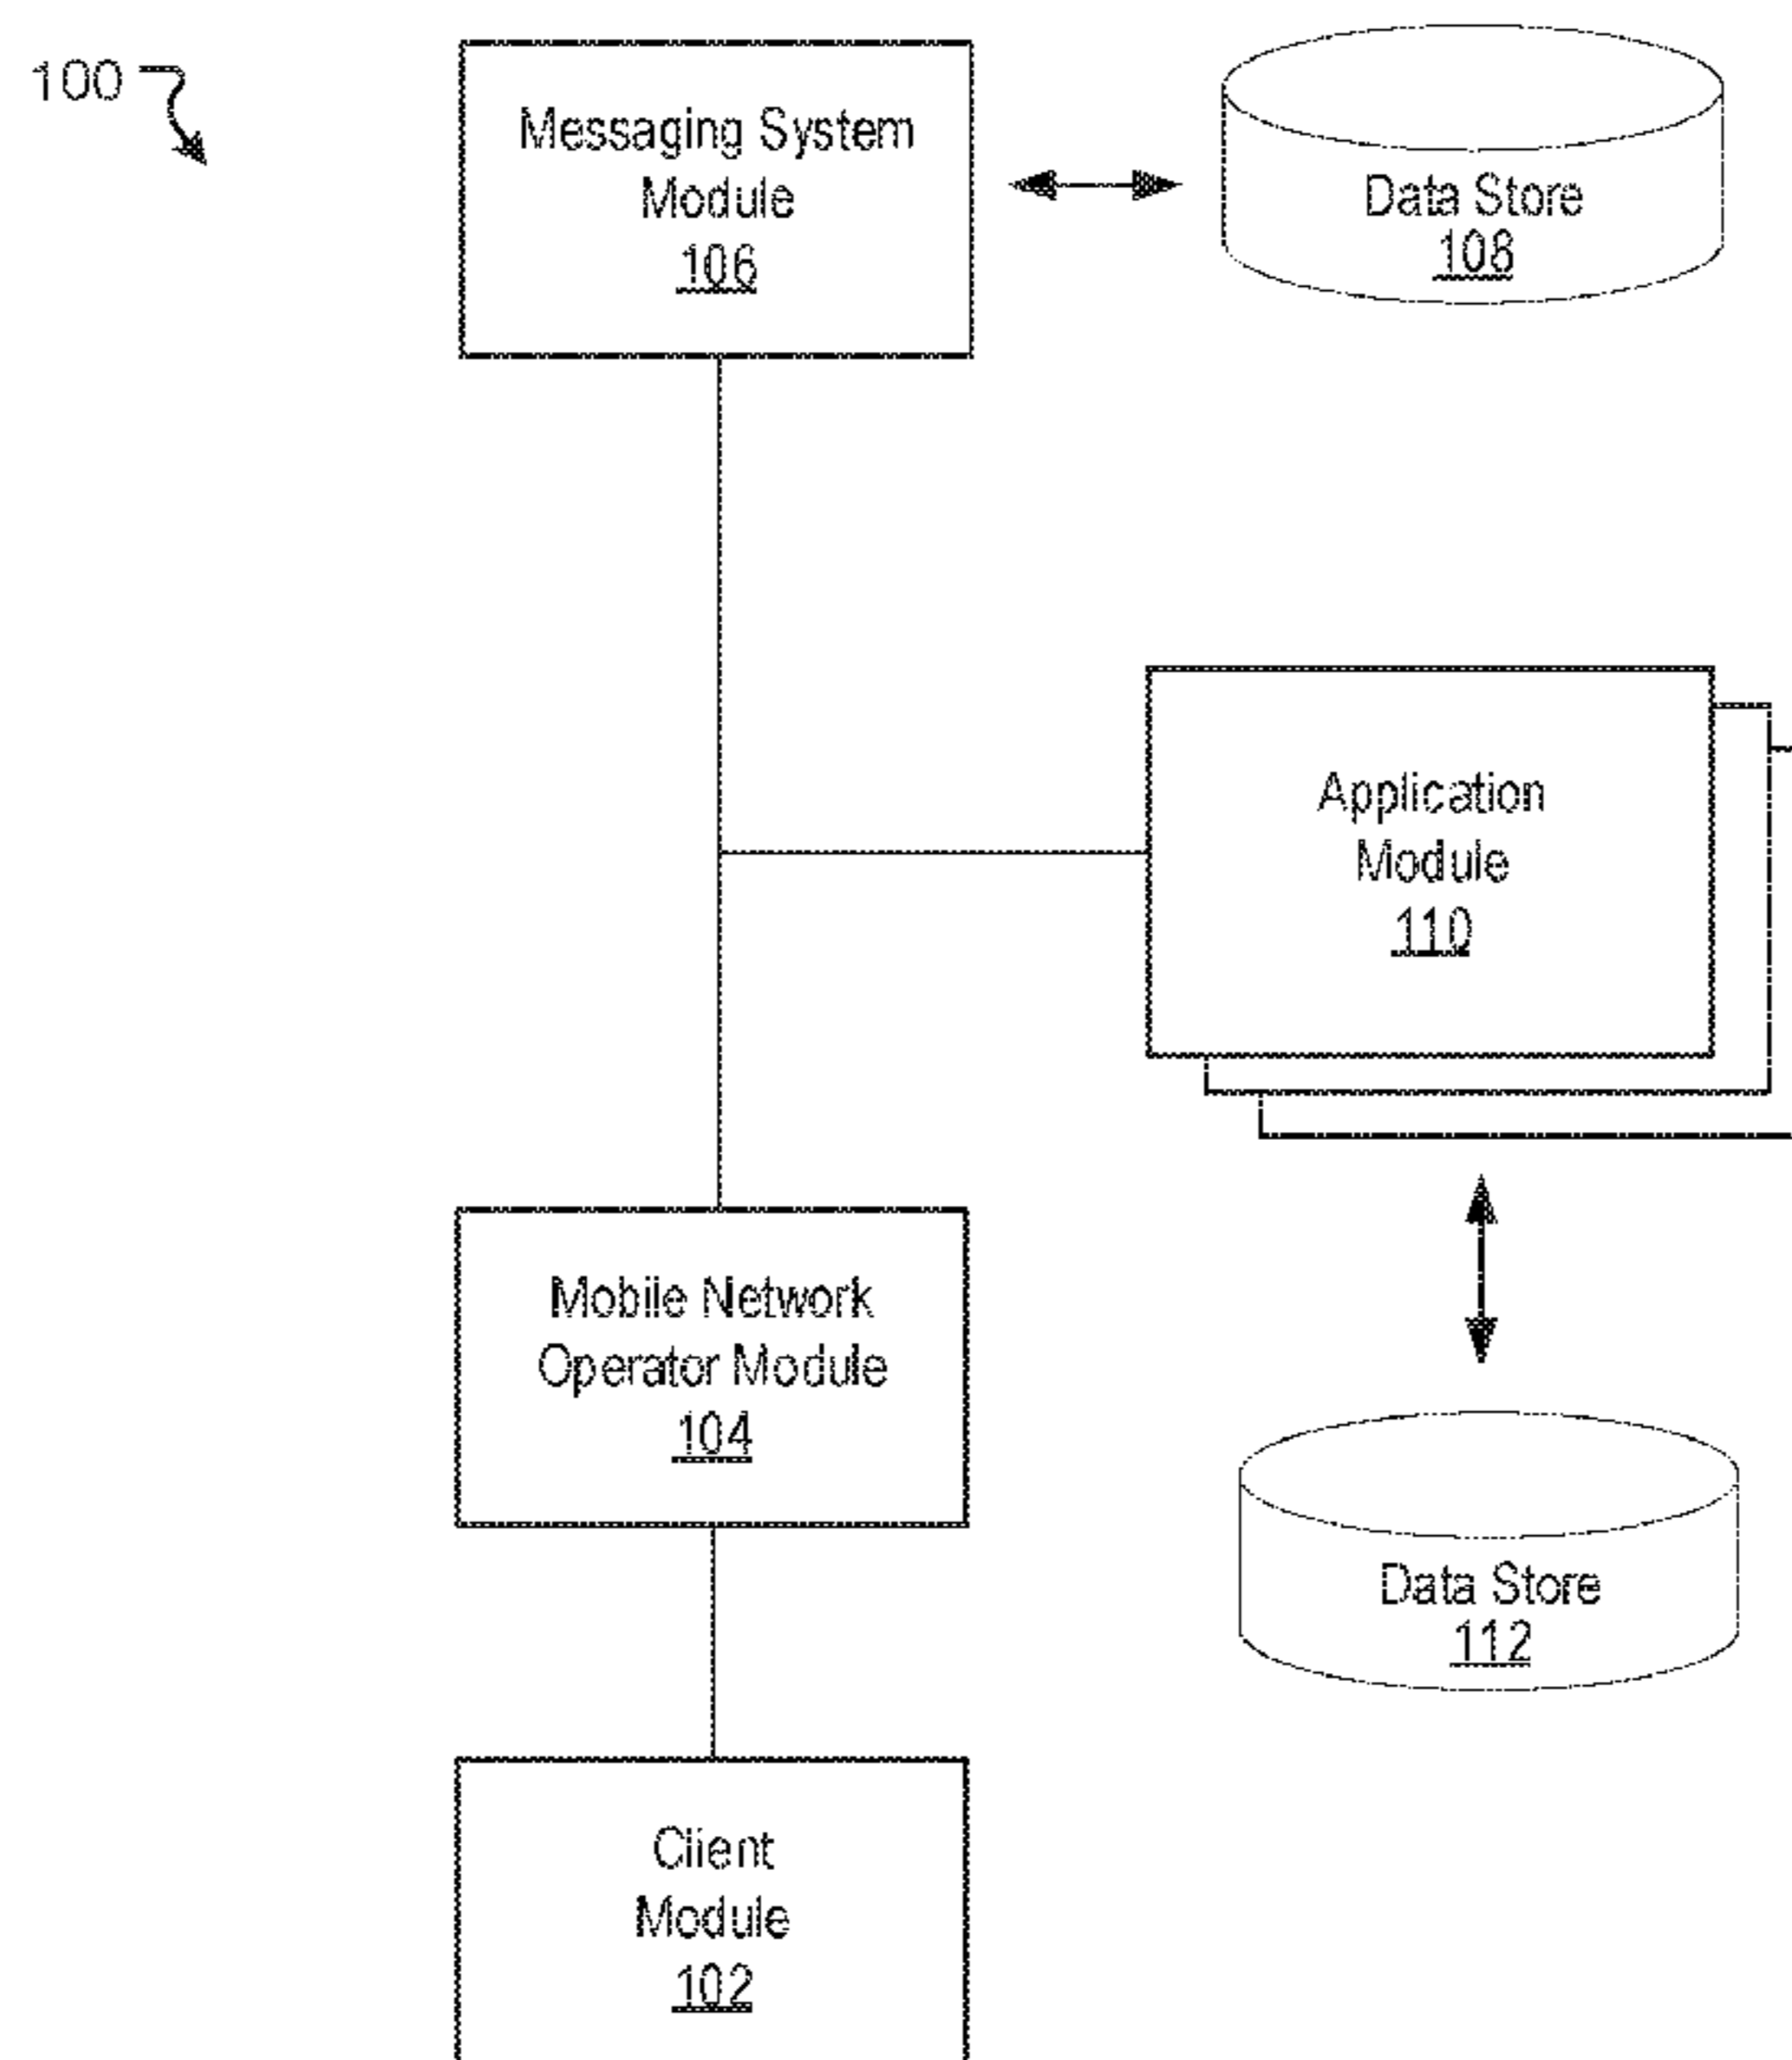 100
Messaging System
Module
106
Data Store
108
Application
Module
110
Mobile Network
Operator Module
104
Data Store
112
Client
Module
102